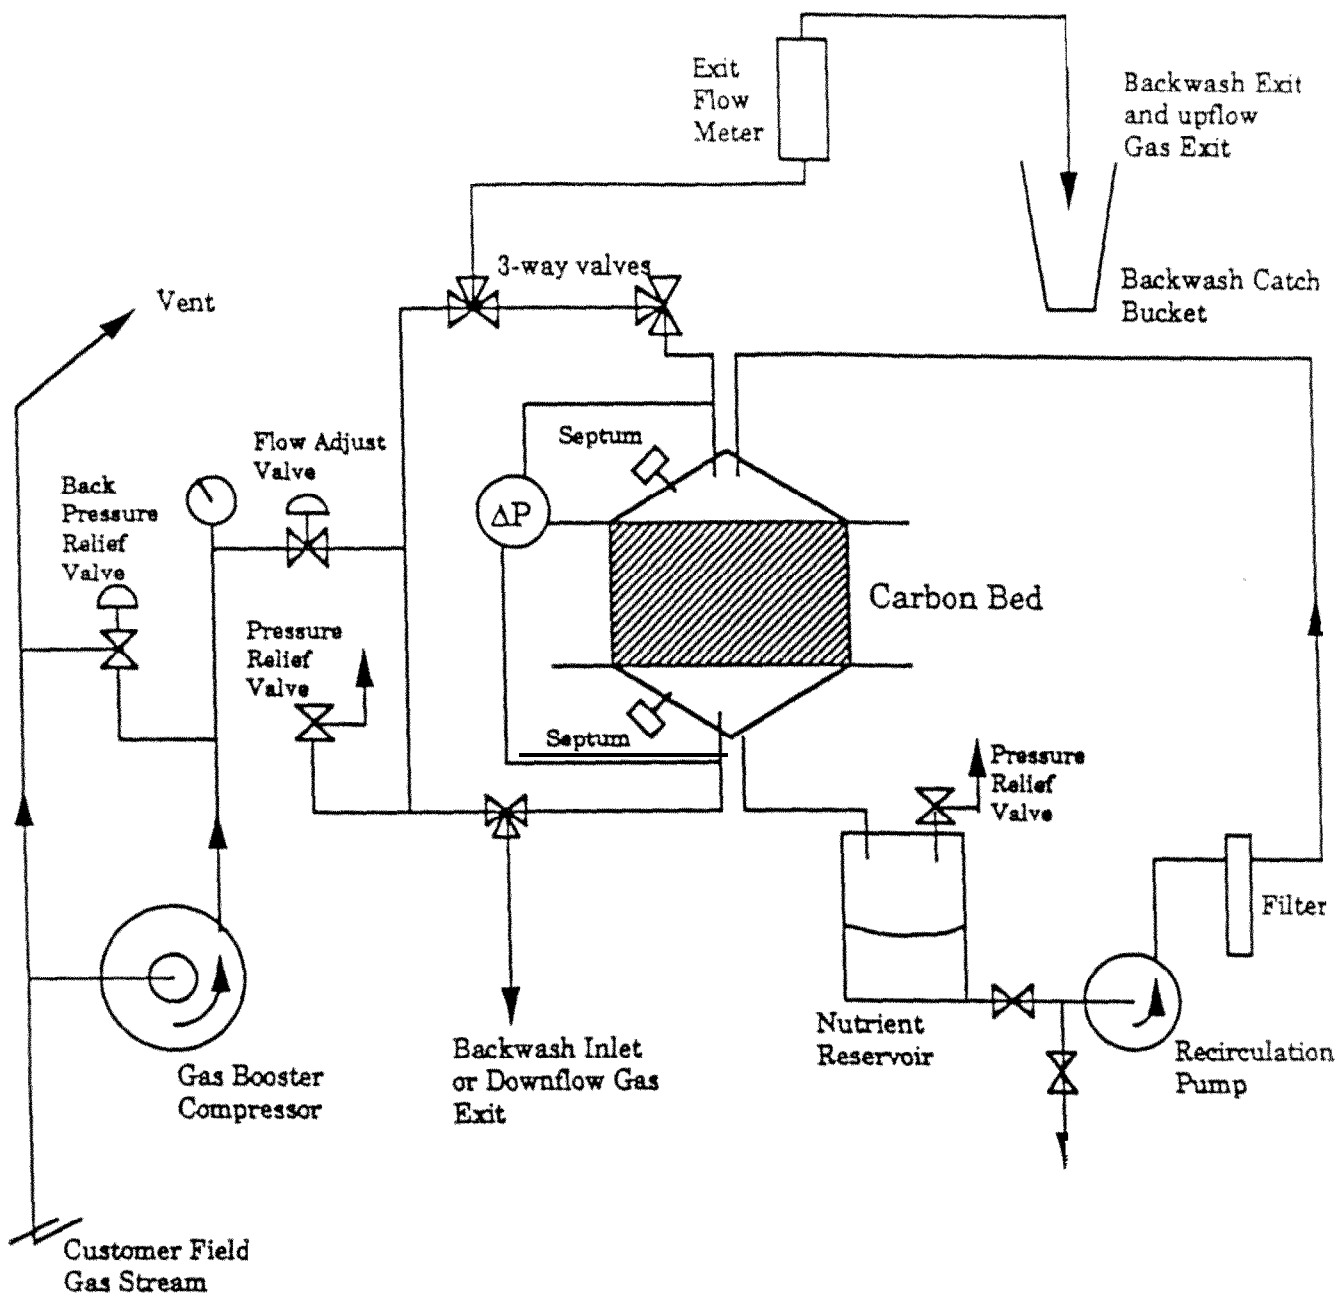 Exit
Flow
Meter
Backwash Exit
and upflow
Gas Exit
3-way valves
Backwash Catch
Bucket
Vent
Flow Adjust
Valve
Septum
Back
Pressure
Relief
Valve
ΔP
Carbon Bed
Pressure
Relief
Valve
Septum
Pressure
Relief
Valve
Filter
Nutrient
Reservoir
Recirculation
Pump
Backwash Inlet
or Downflow Gas
Exit
Gas Booster
Compressor
Customer Field
Gas Stream